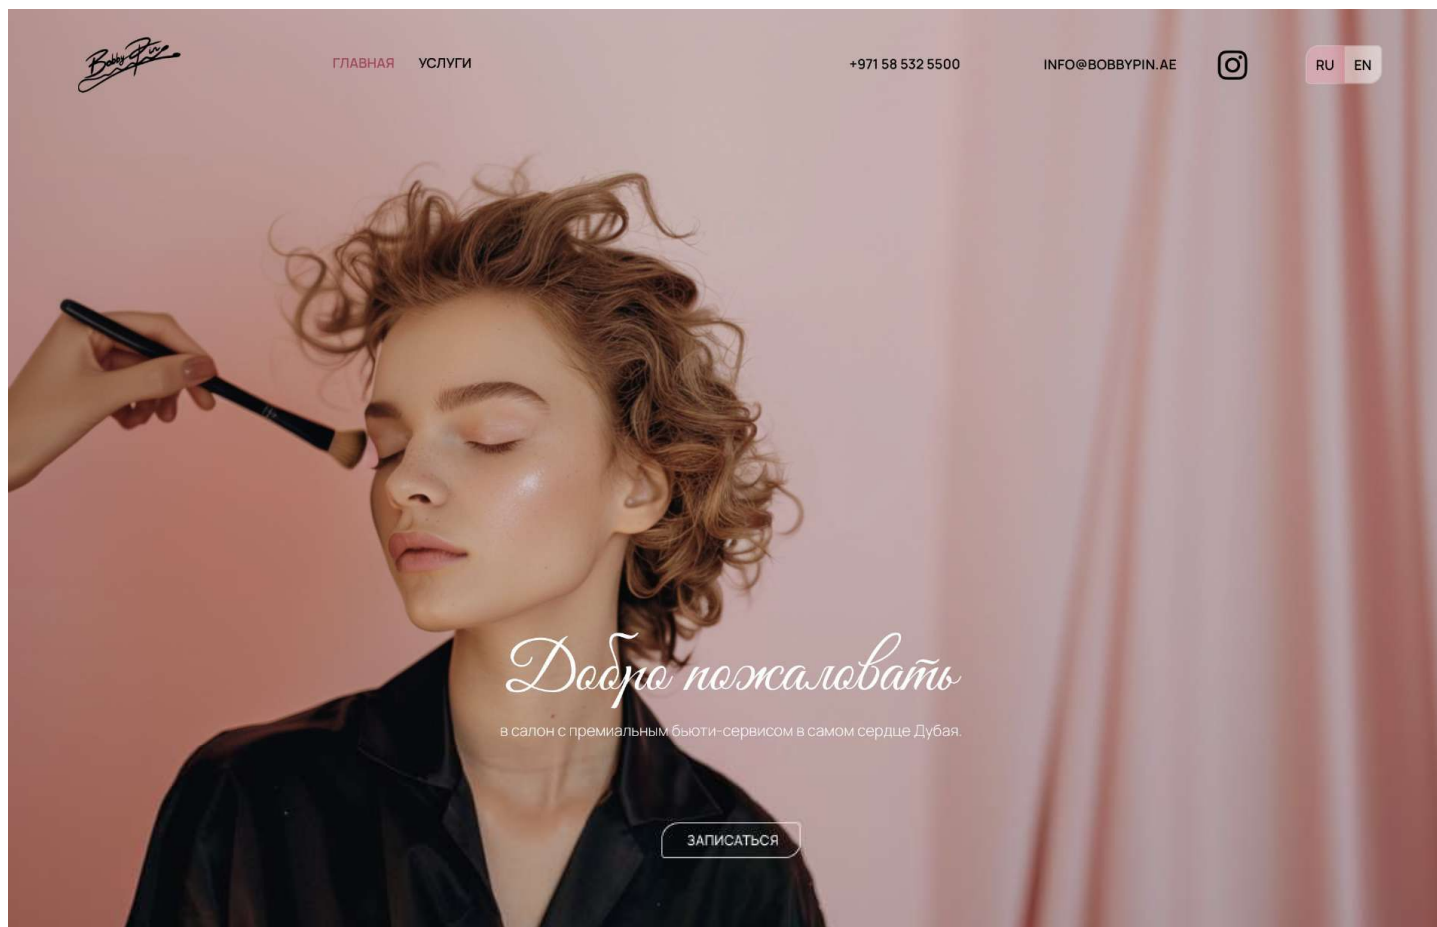 Bobby Pin
ГЛАВНАЯ УСЛУГИ
+971 58 532 5500
INFO@BOBBYPIN.AE
RU EN
Добро пожаловать
в салон с премиальным бьюти-сервисом в самом сердце Дубая.
ЗАПИСАТЬСЯ